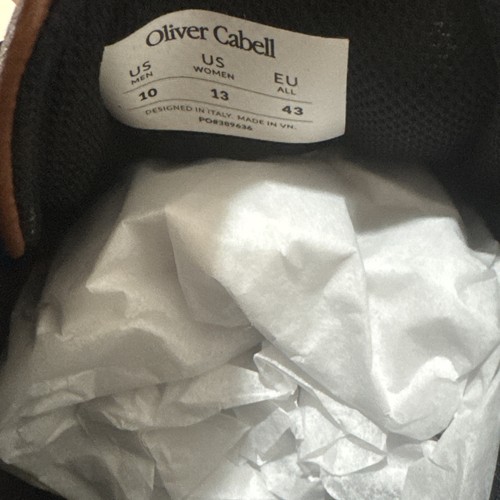 Oliver Cabell
US US EU
MEN WOMEN ALL
10 13 43
DESIGNED IN ITALY. MADE IN VN.
PO#389636